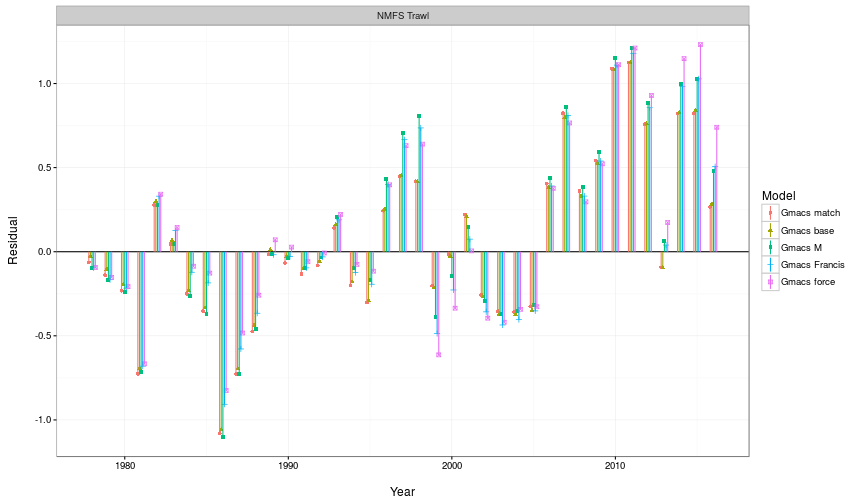 NMFS Trawl
1.0
0.5
0.0
-0.5
-1.0
Residual
1980
1990
2000
2010
Year
Model
Gmacs match
Gmacs base
Gmacs M
Gmacs Francis
Gmacs force